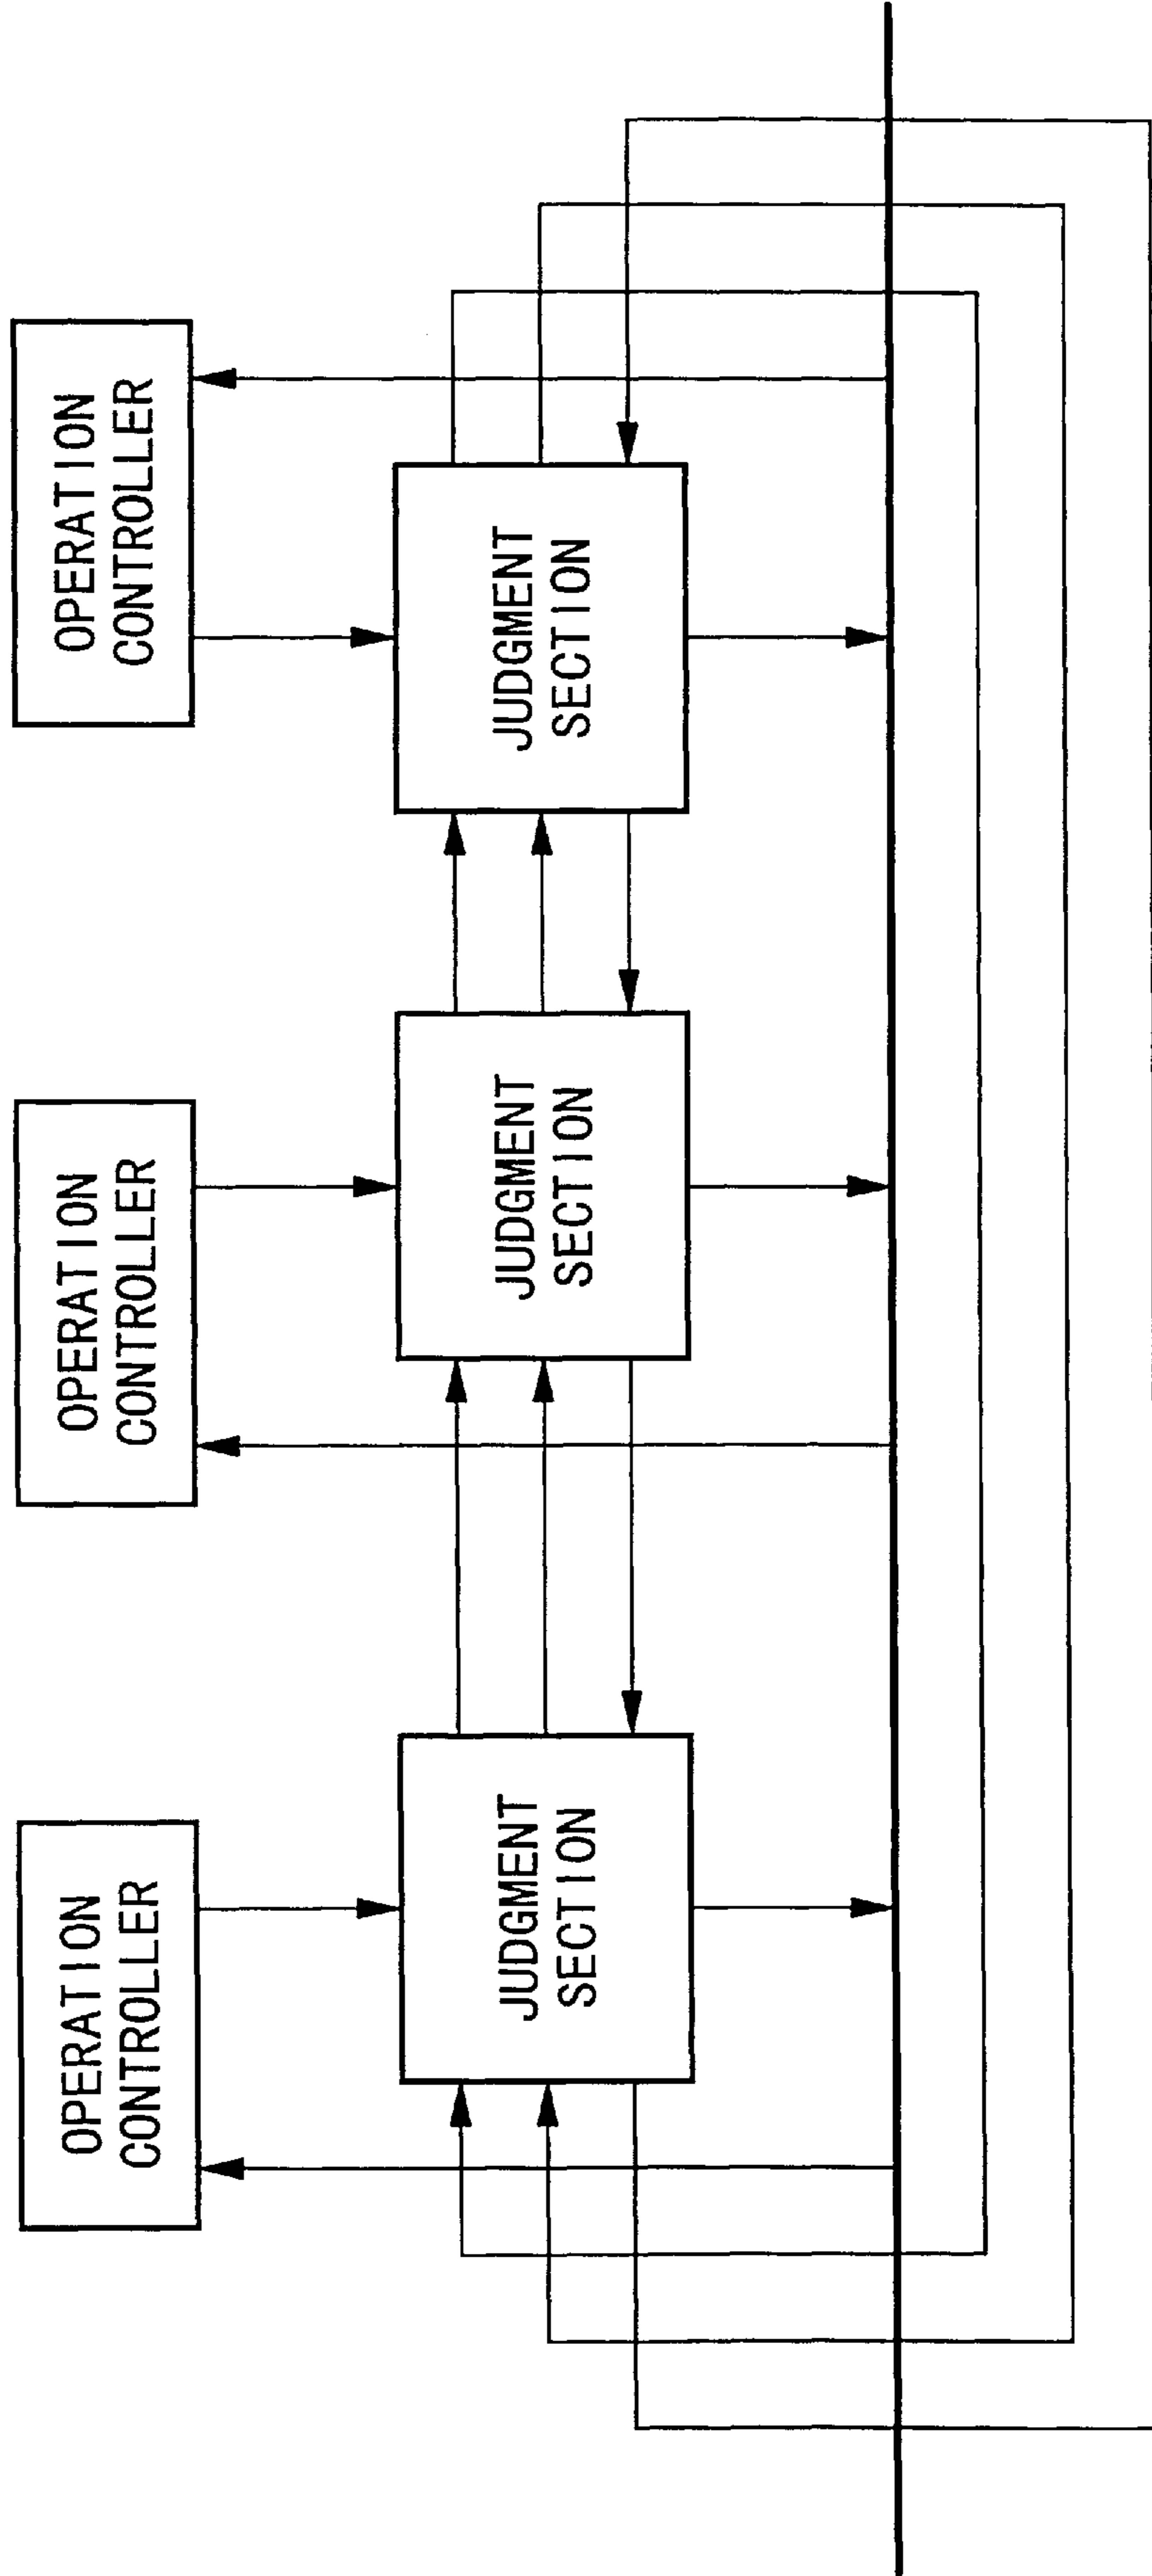 OPERATION
CONTROLLER
OPERATION
CONTROLLER
OPERATION
CONTROLLER
JUDGMENT
SECTION
JUDGMENT
SECTION
JUDGMENT
SECTION